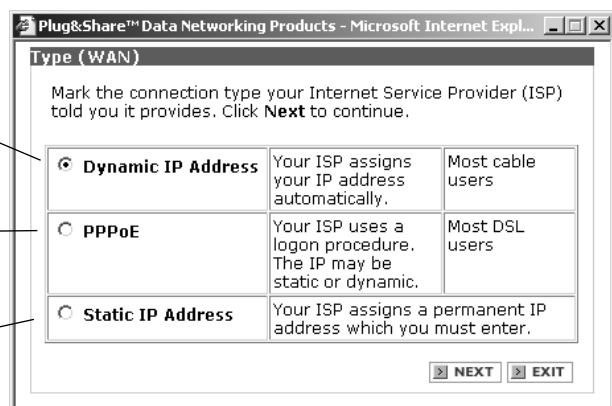 Plug&Share™ Data Networking Products - Microsoft Internet Expl...
Type (WAN)
Mark the connection type your Internet Service Provider (ISP)
told you it provides. Click Next to continue.
Dynamic IP Address
Your ISP assigns
your IP address
automatically.
Most cable
users
PPPoE
Your ISP uses a
logon procedure.
The IP may be
static or dynamic.
Most DSL
users
Static IP Address
Your ISP assigns a permanent IP
address which you must enter.
NEXT EXIT